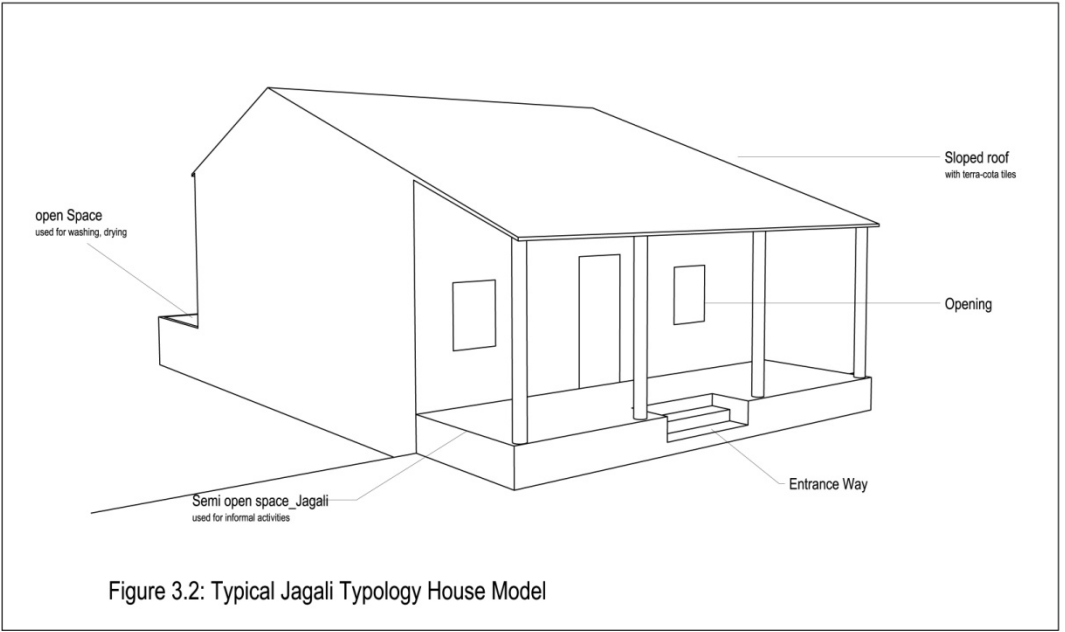 Sloped roof
with terra-cota tiles
open Space
used for washing, drying
Opening
Entrance Way
Semi open space_Jagali
used for informal activities
Figure 3.2: Typical Jagali Typology House Model